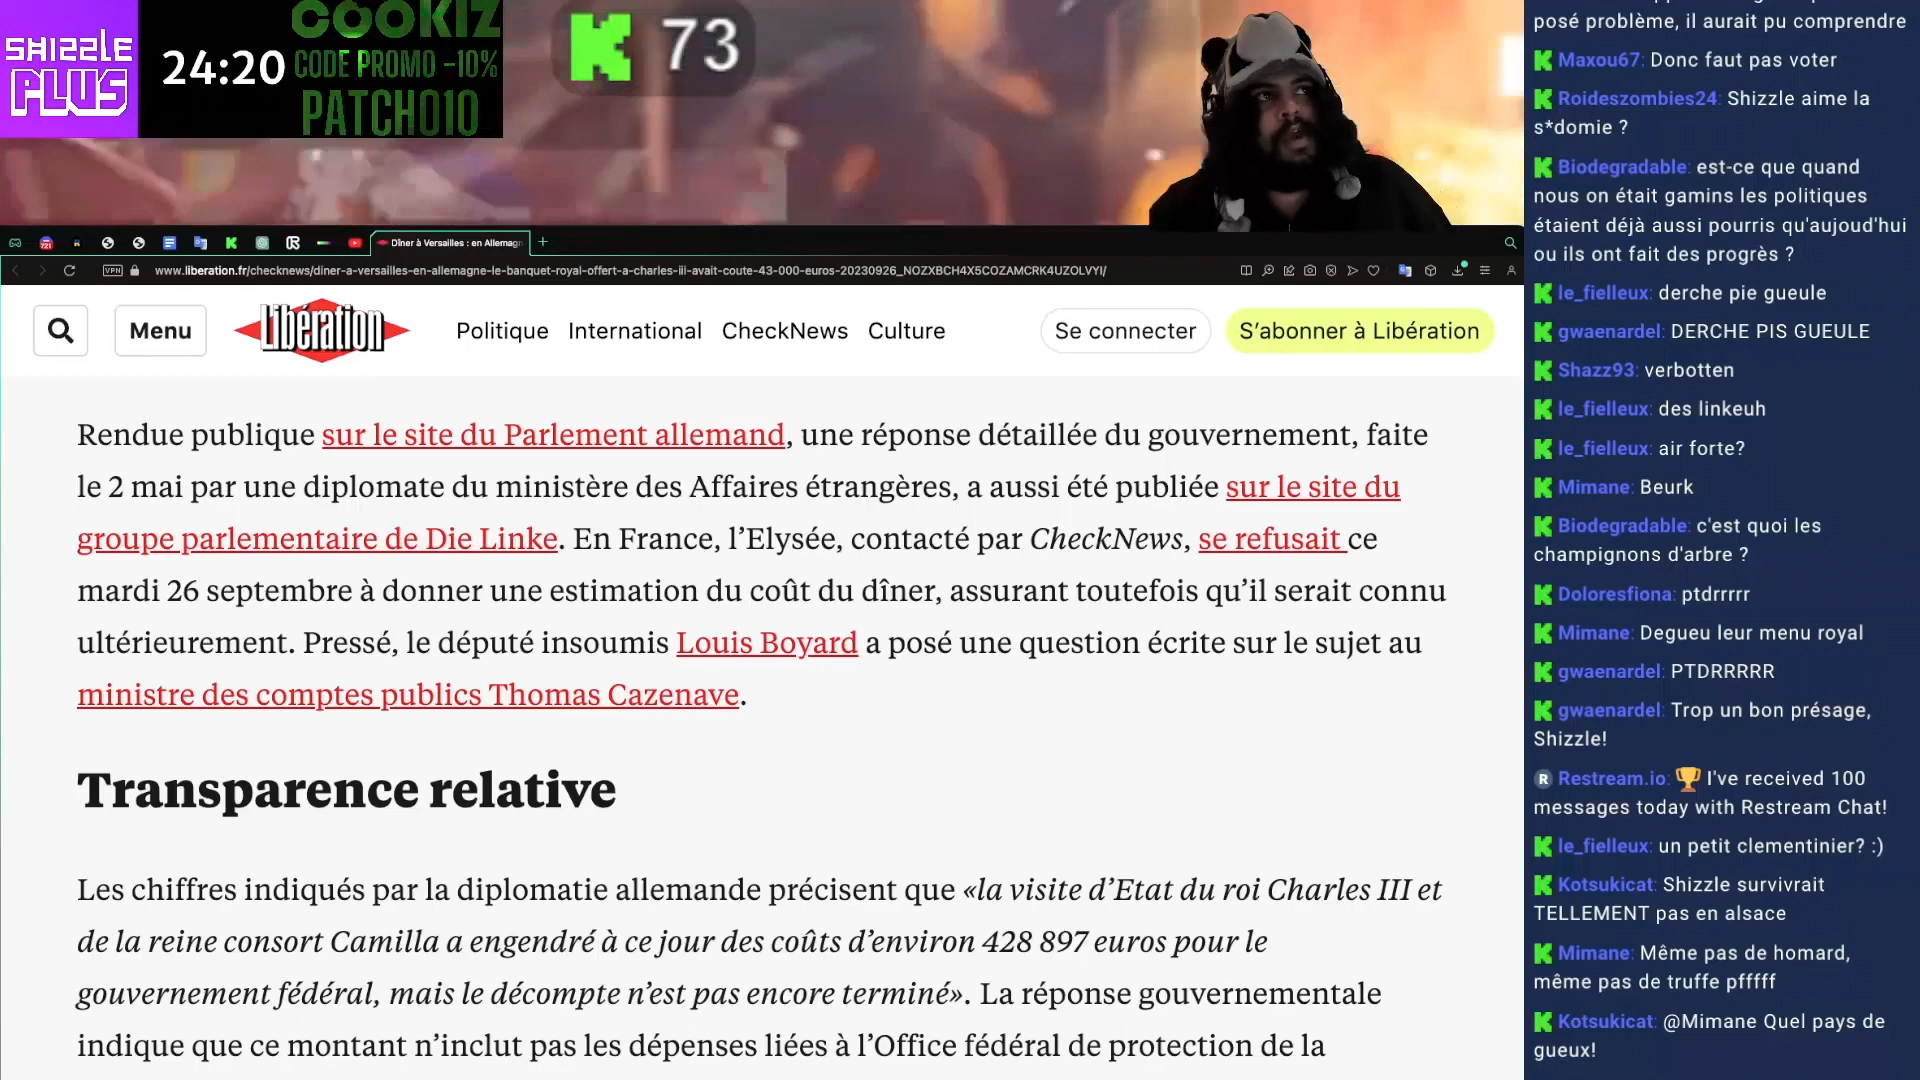 SHIZZLE
PLUS
24:20
COOKIZ
CODE PROMO -10%
PATCHO10
73
Dîner à Versailles : en Allemagn
VPN
www.liberation.fr/checknews/diner-a-versailles-en-allemagne-le-banquet-royal-offert-a-charles-iii-avait-coute-43-000-euros-20230926_NOZXBCH4X5COZAMCRK4UZOLVYI/
Menu
Libération
Politique International CheckNews Culture
Se connecter
S’abonner à Libération
Rendue publique sur le site du Parlement allemand, une réponse détaillée du gouvernement, faite
le 2 mai par une diplomate du ministère des Affaires étrangères, a aussi été publiée sur le site du
groupe parlementaire de Die Linke. En France, l’Elysée, contacté par CheckNews, se refusait ce
mardi 26 septembre à donner une estimation du coût du dîner, assurant toutefois qu’il serait connu
ultérieurement. Pressé, le député insoumis Louis Boyard a posé une question écrite sur le sujet au
ministre des comptes publics Thomas Cazenave.
Transparence relative
Les chiffres indiqués par la diplomatie allemande précisent que «la visite d’Etat du roi Charles III et
de la reine consort Camilla a engendré à ce jour des coûts d’environ 428 897 euros pour le
gouvernement fédéral, mais le décompte n’est pas encore terminé». La réponse gouvernementale
indique que ce montant n’inclut pas les dépenses liées à l’Office fédéral de protection de la
posé problème, il aurait pu comprendre
Maxou67: Donc faut pas voter
Roideszombies24: Shizzle aime la
s*domie ?
Biodegradable: est-ce que quand
nous on était gamins les politiques
étaient déjà aussi pourris qu'aujourd'hui
ou ils ont fait des progrès ?
le_fielleux: derche pie gueule
gwaenardel: DERCHE PIS GUEULE
Shazz93: verbotten
le_fielleux: des linkeuh
le_fielleux: air forte?
Mimane: Beurk
Biodegradable: c'est quoi les
champignons d'arbre ?
Doloresfiona: ptdrrrrr
Mimane: Degueu leur menu royal
gwaenardel: PTDRRRRR
gwaenardel: Trop un bon présage,
Shizzle!
Restream.io: 🏆 I've received 100
messages today with Restream Chat!
le_fielleux: un petit clementinier? :)
Kotsukicat: Shizzle survivrait
TELLEMENT pas en alsace
Mimane: Même pas de homard,
même pas de truffe pfffff
Kotsukicat: @Mimane Quel pays de
gueux!